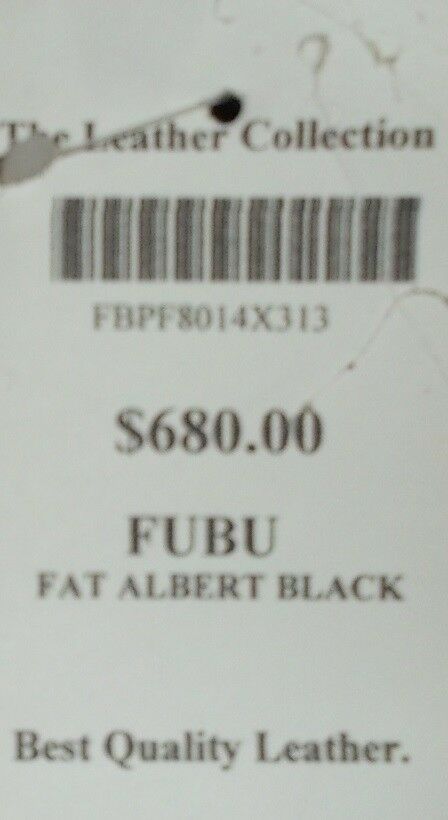 The Leather Collection
FBPF8014X313
$680.00
FUBU
FAT ALBERT BLACK
Best Quality Leather.